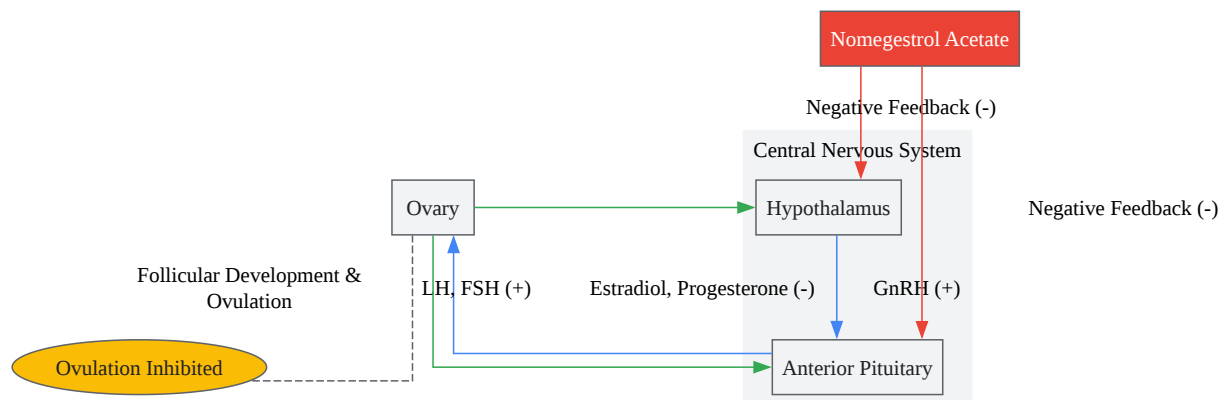 Nomegestrol Acetate
Negative Feedback (-)
Central Nervous System
Ovary
Hypothalamus
Negative Feedback (-)
Follicular Development &
Ovulation
LH, FSH (+)
Estradiol, Progesterone (-)
GnRH (+)
Ovulation Inhibited
Anterior Pituitary